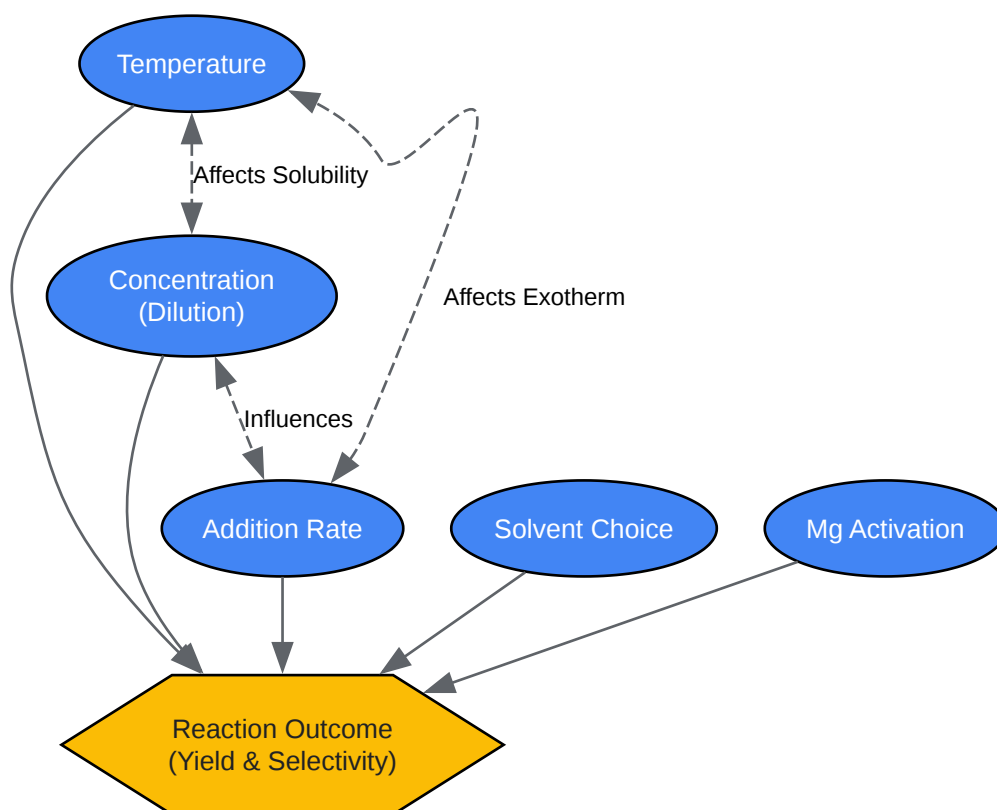 Temperature
Affects Solubility
Concentration
(Dilution)
Affects Exotherm
Influences
Addition Rate
Solvent Choice
Mg Activation
Reaction Outcome
(Yield & Selectivity)